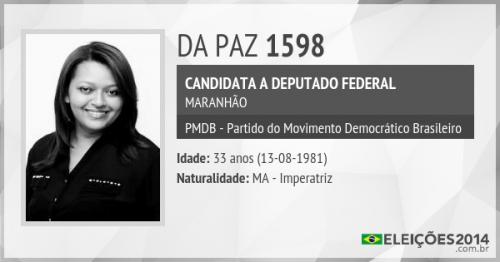 DA PAZ 1598
CANDIDATA A DEPUTADO FEDERAL
MARANHÃO
PMDB - Partido do Movimento Democrático Brasileiro
Idade: 33 anos (13-08-1981)
Naturalidade: MA - Imperatriz
ELEIÇÕES2014
.com.br